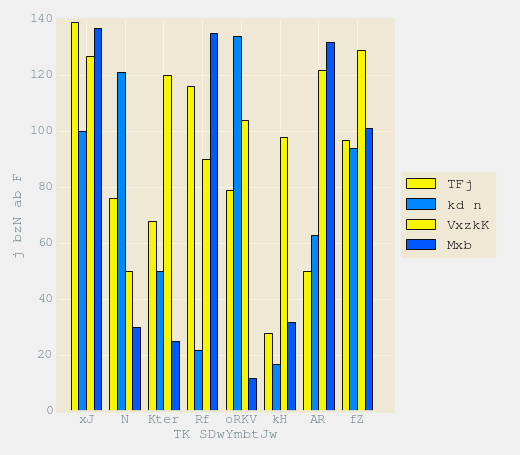 140
120
100
80
60
40
20
0
j bzN ab F
xJ N Kter Rf oRKV kH AR fZ
TK SDwYmbtJw
TFj
kd n
VxzkK
Mxb